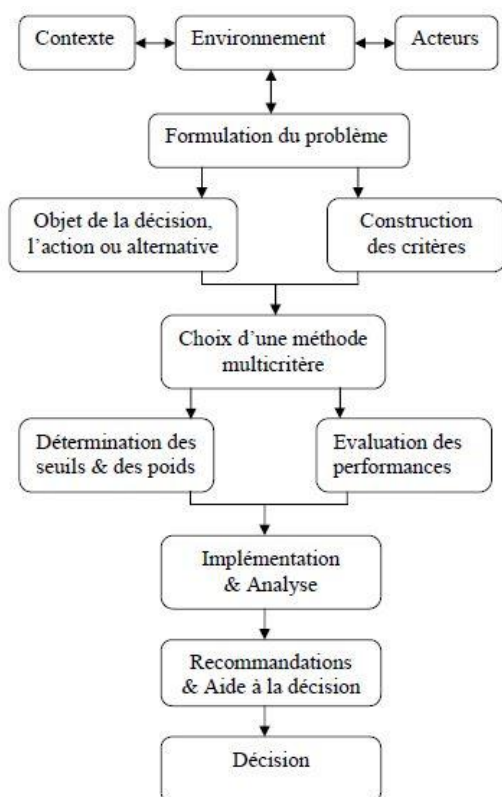 Contexte
Environnement
Acteurs
Formulation du problème
Objet de la décision,
l'action ou alternative
Construction
des critères
Choix d'une méthode
multicritère
Détermination des
seuils & des poids
Evaluation des
performances
Implémentation
& Analyse
Recommandations
& Aide à la décision
Décision